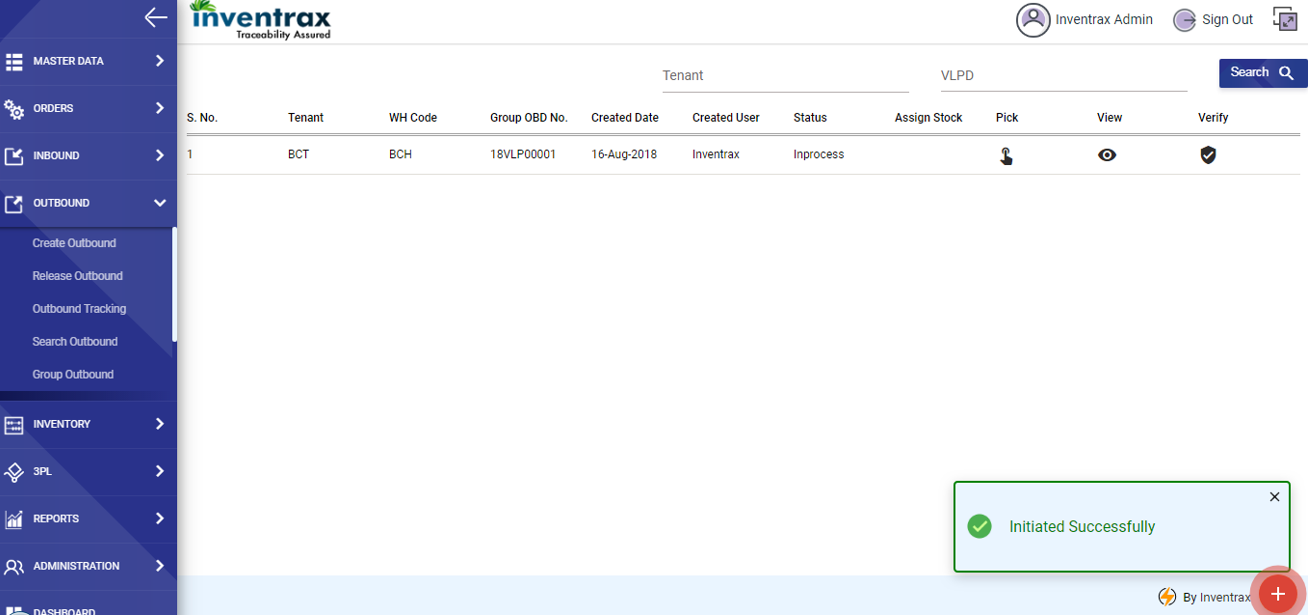 inventrax
Traceability Assured
Inventrax Admin
Sign Out
MASTER DATA
ORDERS
INBOUND
OUTBOUND
Create Outbound
Release Outbound
Outbound Tracking
Search Outbound
Group Outbound
INVENTORY
3PL
REPORTS
ADMINISTRATION
DASHBOARD
Tenant VLPD Search
S. No. Tenant WH Code Group OBD No. Created Date Created User Status Assign Stock Pick View Verify
1 BCT BCH 18VLP00001 16-Aug-2018 Inventrax Inprocess
Initiated Successfully
By Inventrax